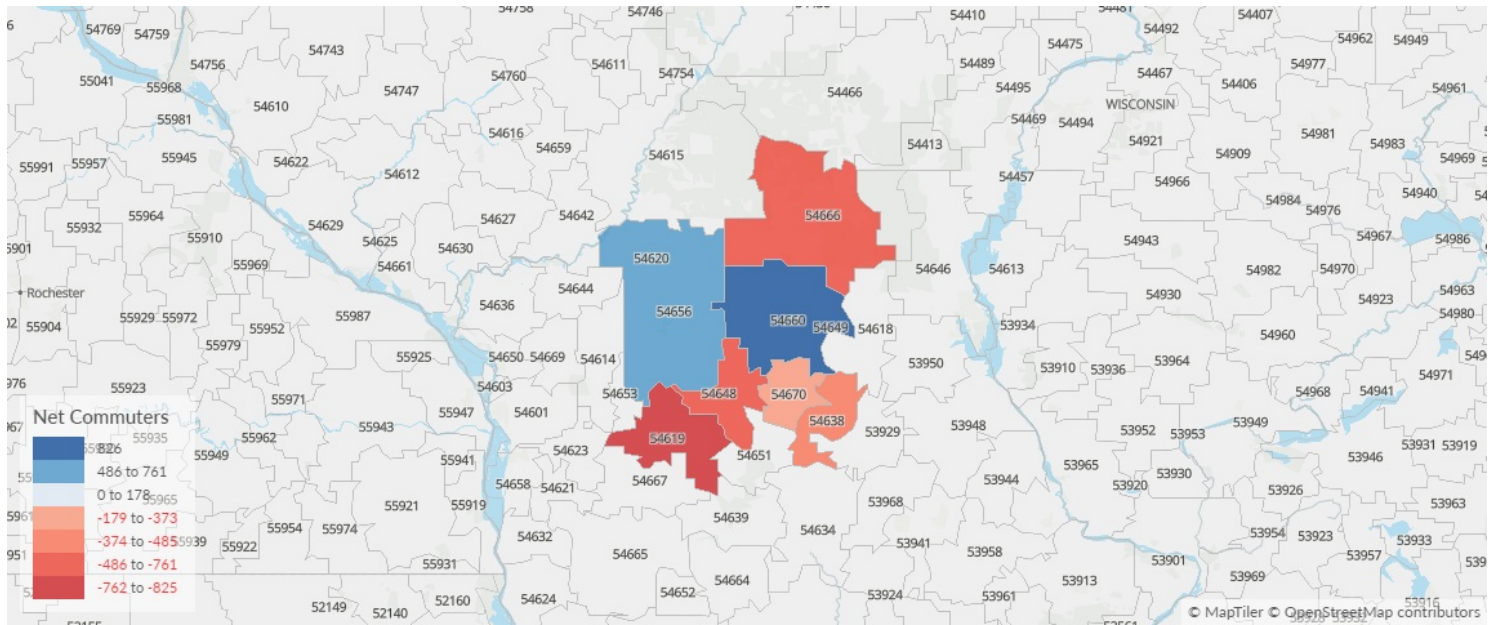 54758 54746 54410 54481 54407
54769 54759 54743 54475 54492 54962 54949
54756 54760 54611 54754 54489 54467 54977
55041 55968 54747 54466 54495 54406 54961
54610 WISCONSIN
55981 54616 54469 54494 54981
54659 54413 54921 54983
55991 55957 55945 54622 54615 54909 54969
54612 54457 54966
54940
55964 54627 54642 54666 54984 54976
55932 54629
55901 55910 54625 54630 54943 54967 54986
55969 54661 54620 54646 54613 54982 54970
Rochester 54644 54930 54923 54963
54636 54656 54660 54649 54618 54980
55904 55929 55972 55952 55987 53934 54960
55979 55925 54650 54669 54614 53950 53910 53936 53964
55923 54603 54971
55971 54653 54648 54670 54968 54941
Net Commuters
55947 54601 54638 53929 53948 53952 53953 53949
826 55935 55962 55943 54619 53931 53919
486 to 761 55949 55941 54623 54651 53965 53930 53946
0 to 178 55965 55921 55919 54658 54621 54667 53968 53944 53920 53926 53963
-179 to -373 55954 55974 54632 54639 54634 53954 53923 53933
-374 to -485 55939 55922 54665 53941 53958 53957
-486 to -761 55931 53901
-762 to -825 54664 53913 53969
52149 52140 52160 54624 54652 53924 53961 53916
© MapTiler © OpenStreetMap contributors